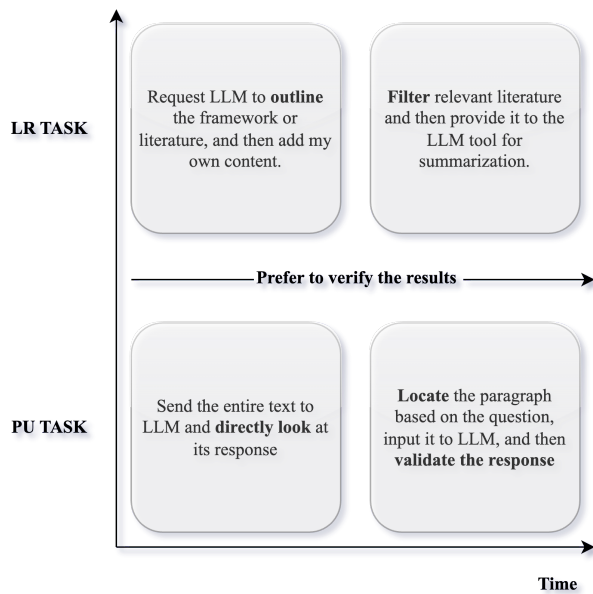 LR TASK
Request LLM to outline
the framework or
literature, and then add my
own content.
Filter relevant literature
and then provide it to the
LLM tool for
summarization.
Prefer to verify the results
PU TASK
Send the entire text to
LLM and directly look at
its response
Locate the paragraph
based on the question,
input it to LLM, and then
validate the response
Time